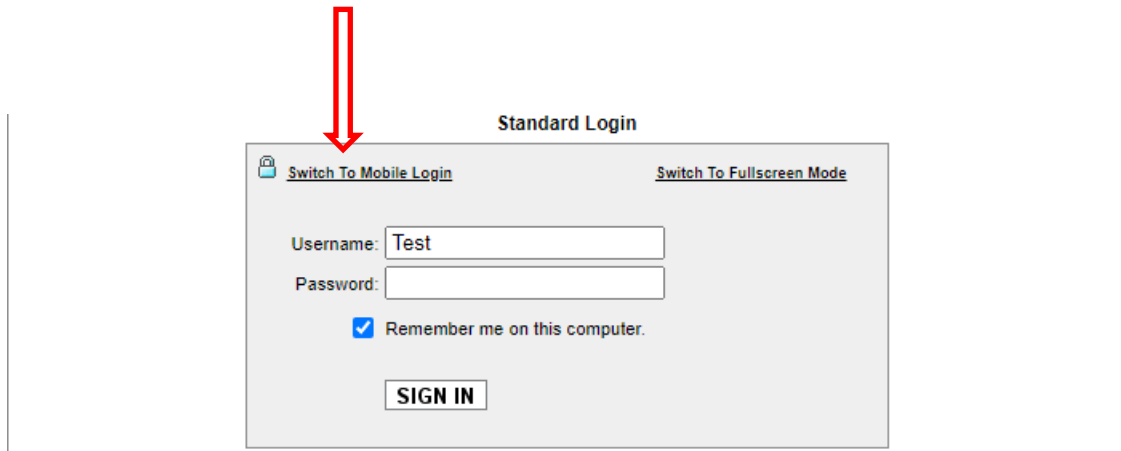 Standard Login
Switch To Mobile Login Switch To Fullscreen Mode
Username: Test
Password:
Remember me on this computer.
SIGN IN